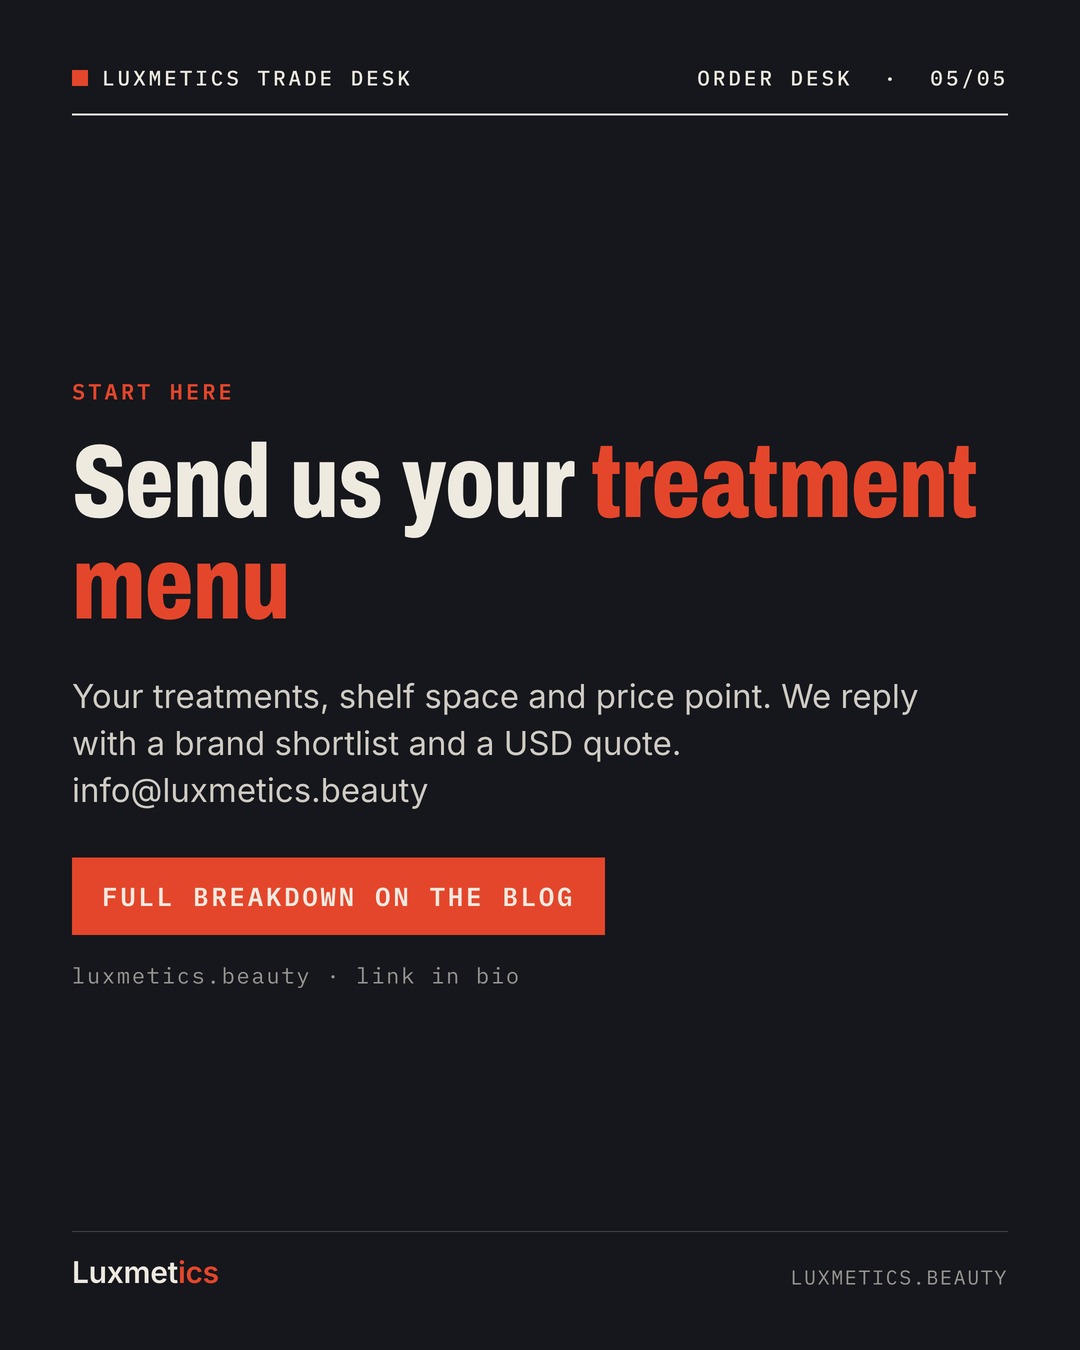 LUXMETICS TRADE DESK
ORDER DESK · 05/05
START HERE
Send us your treatment
menu
Your treatments, shelf space and price point. We reply
with a brand shortlist and a USD quote.
info@luxmetics.beauty
FULL BREAKDOWN ON THE BLOG
luxmetics.beauty · link in bio
Luxmetics
LUXMETICS.BEAUTY